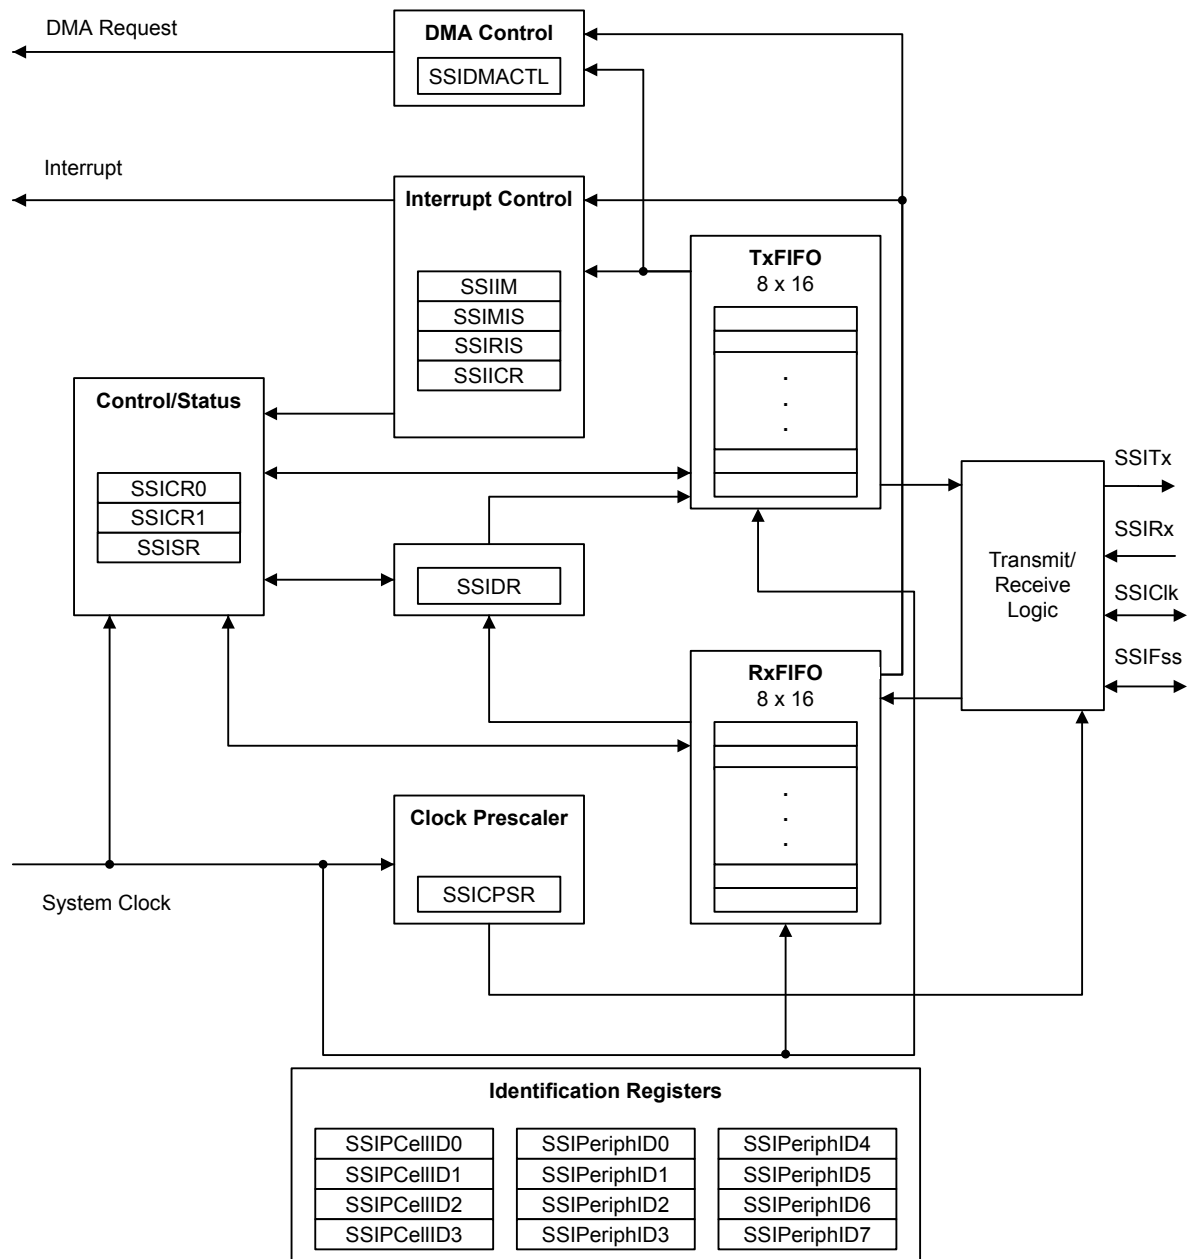 DMA Request
DMA Control
SSIDMACTL
Interrupt
Interrupt Control
SSIIM
SSIMIS
SSIRIS
SSIICR
TxFIFO
8 x 16
.
.
.
Control/Status
SSICR0
SSICR1
SSISR
SSIDR
Transmit/
Receive
Logic
SSITx
SSIRx
SSIClk
SSIFss
RxFIFO
8 x 16
.
.
.
Clock Prescaler
SSICPSR
System Clock
Identification Registers
SSIPCellID0
SSIPCellID1
SSIPCellID2
SSIPCellID3
SSIPeriphID0
SSIPeriphID1
SSIPeriphID2
SSIPeriphID3
SSIPeriphID4
SSIPeriphID5
SSIPeriphID6
SSIPeriphID7